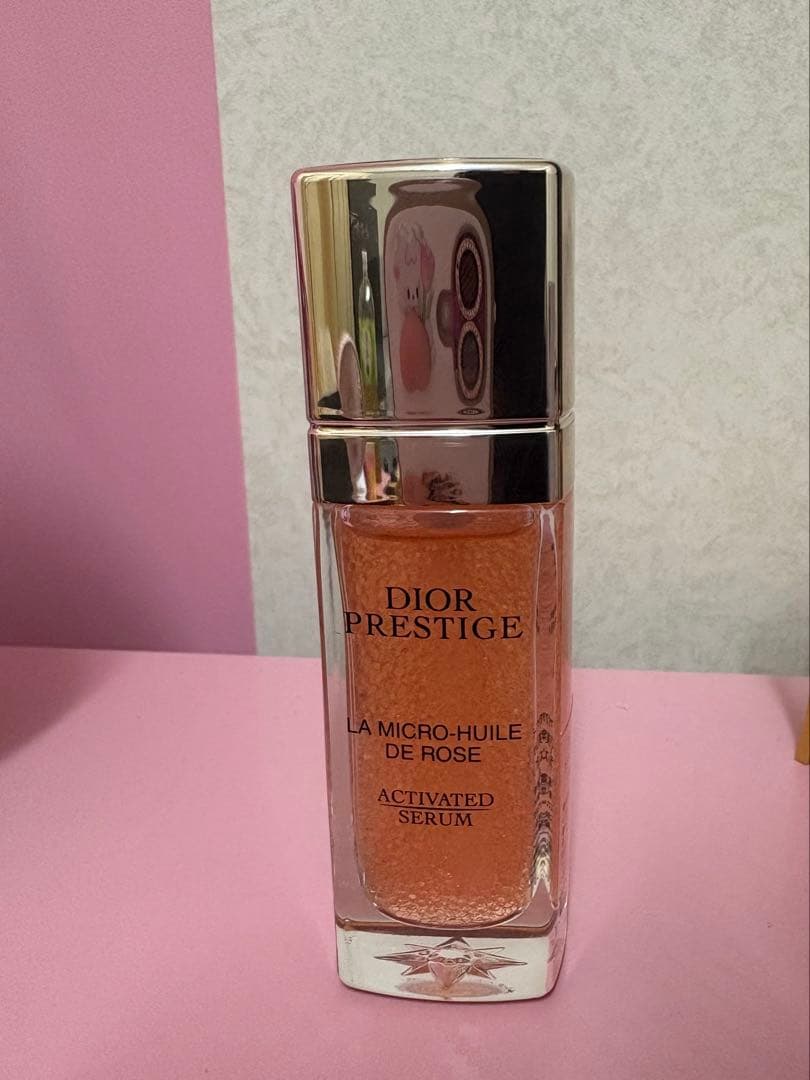 DIOR
PRESTIGE
LA MICRO-HUILE
DE ROSE
ACTIVATED
SERUM